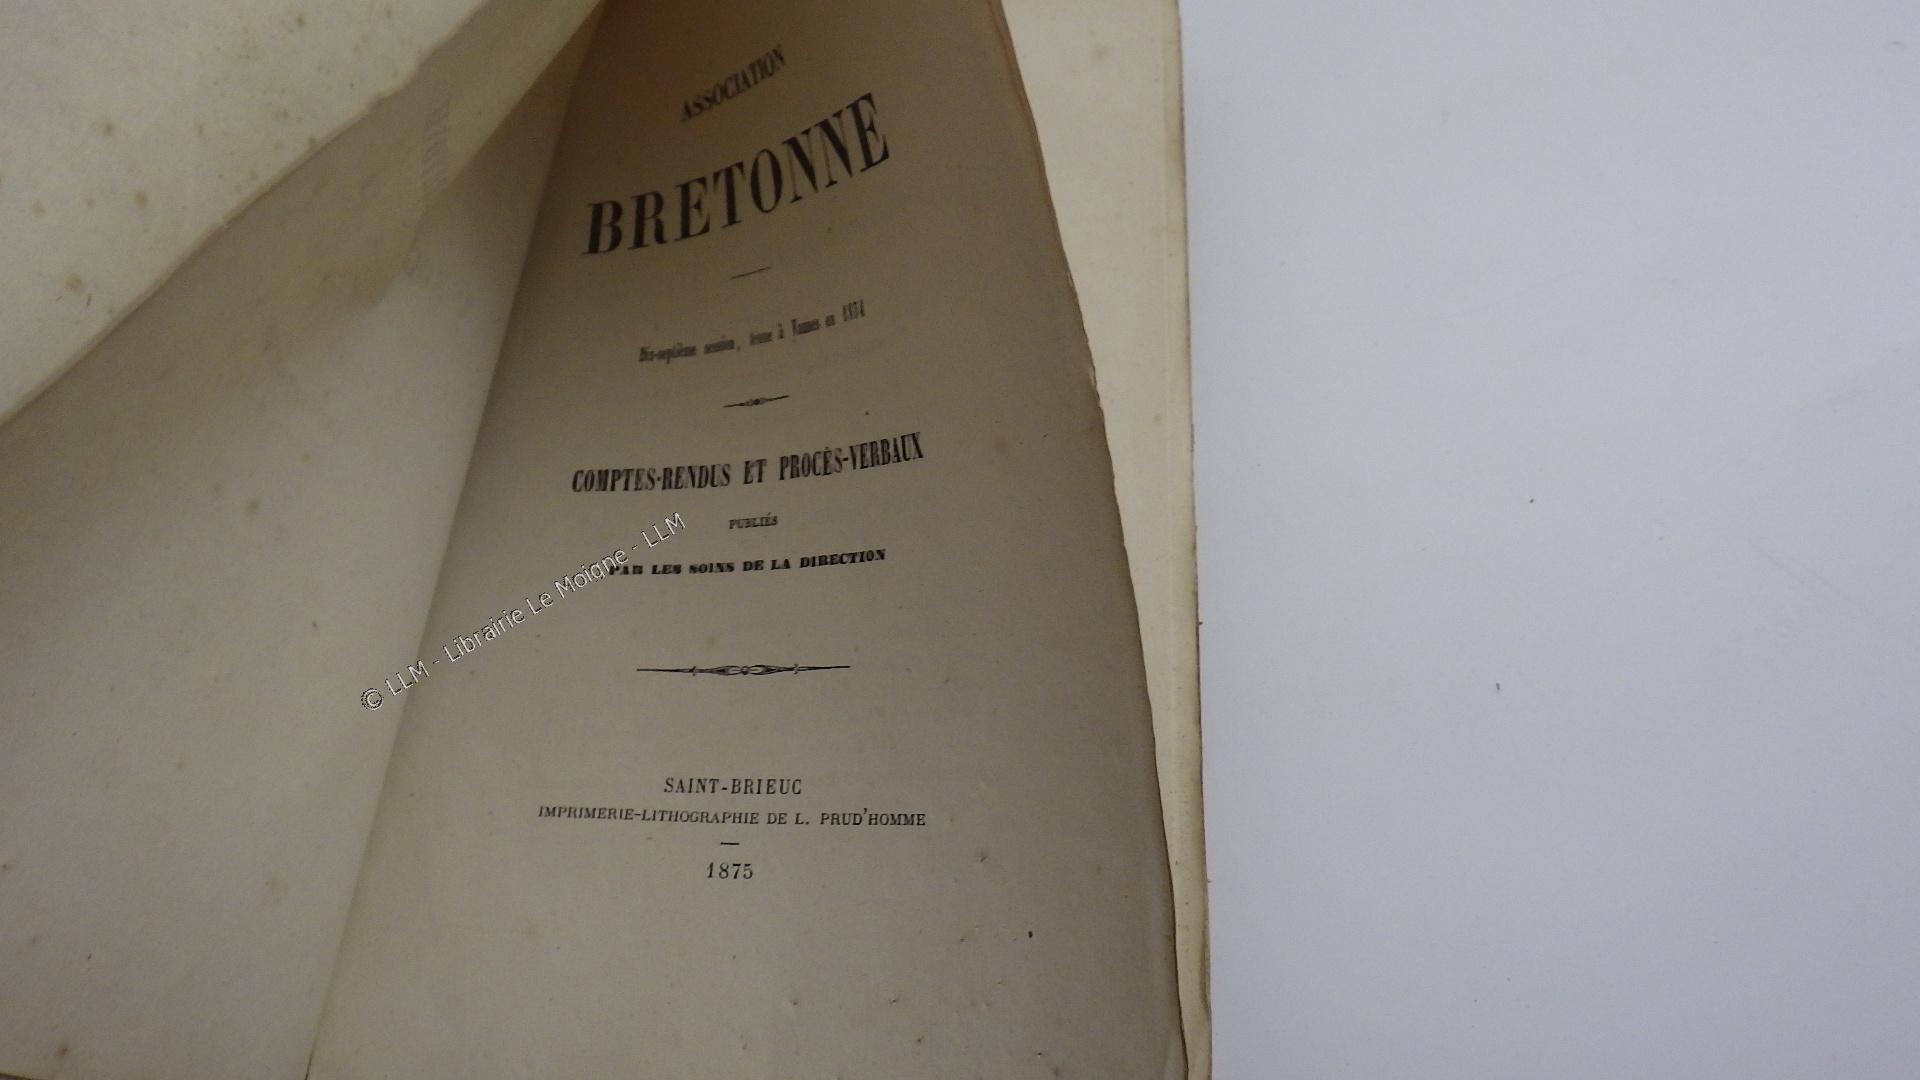 ASSOCIATION
BRETONNE
Dix-septième session, tenue à Vannes en 1874
COMPTES-RENDUS ET PROCÈS-VERBAUX
PUBLIÉS
PAR LES SOINS DE LA DIRECTION
© LLM - Librairie Le Moigne - LLM
SAINT-BRIEUC
IMPRIMERIE-LITHOGRAPHIE DE L. PRUD'HOMME
1875